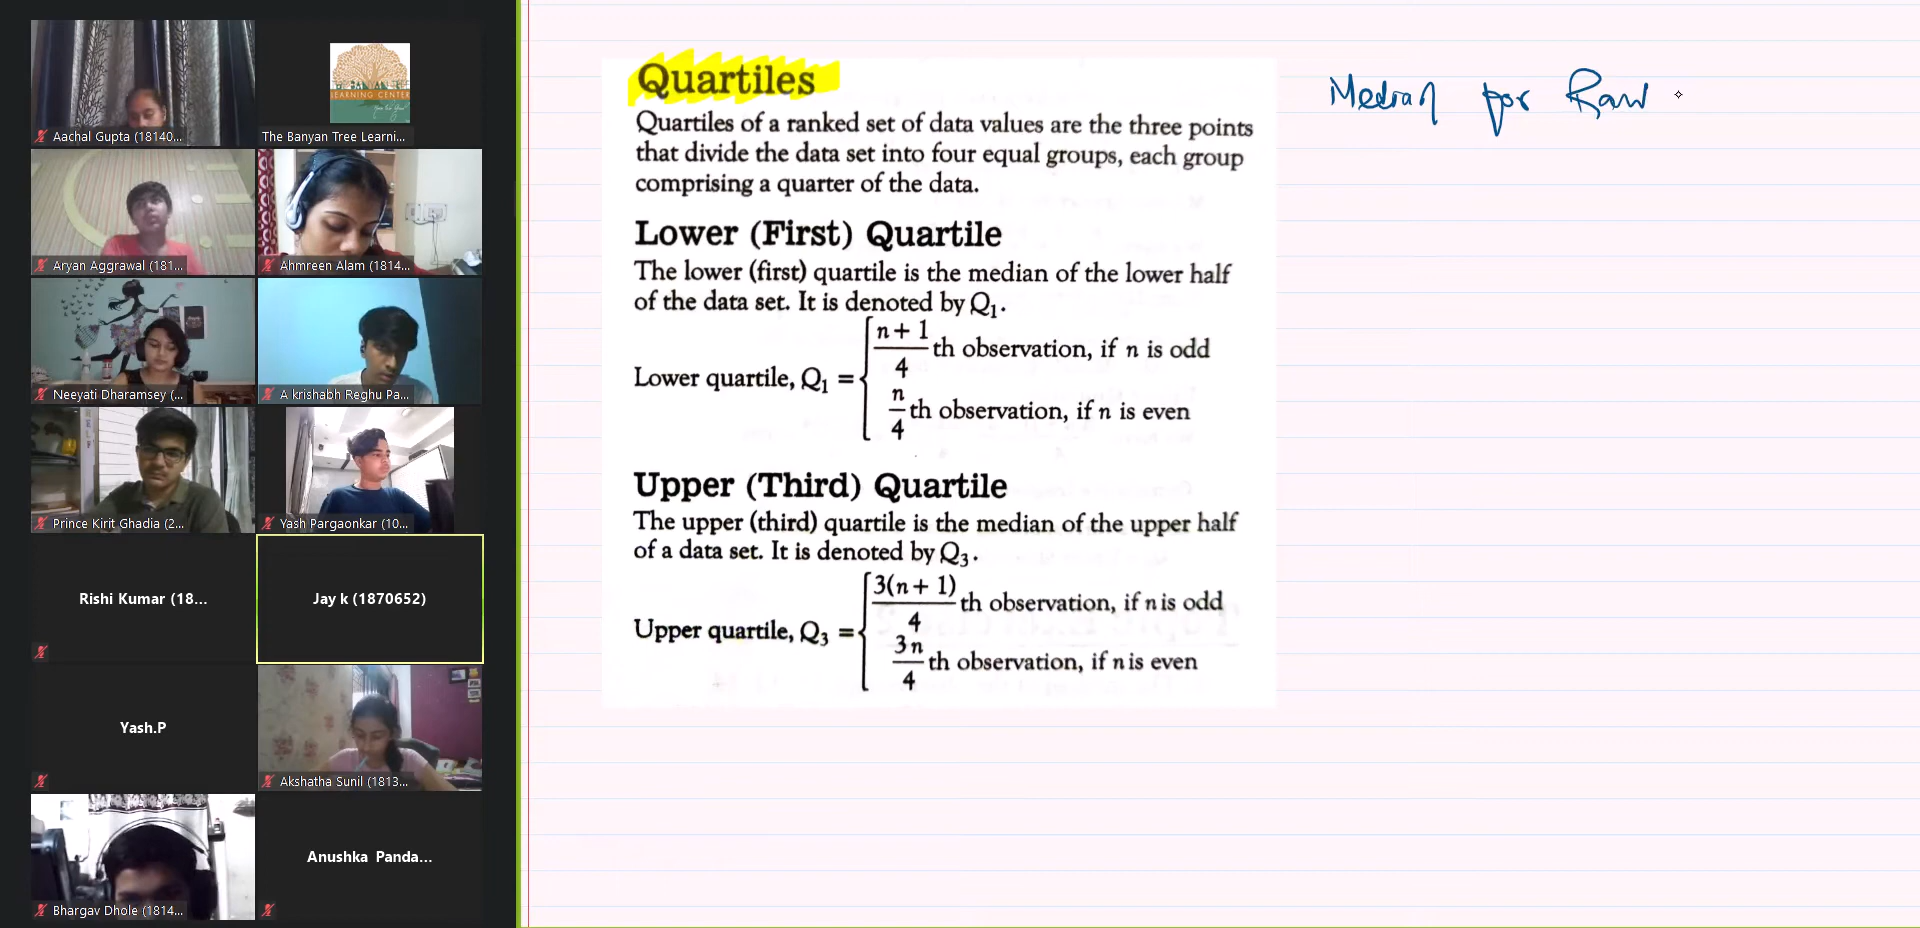 Aachal Gupta (18140...
LEARNING CENTER
The Banyan Tree Learni...
Aryan Aggrawal (181...
Ahmreen Alam (1814...
Neeyati Dharamsey (...
A krishabh Reghu Pa...
Prince Kirit Ghadia (2...
Yash Pargaonkar (10...
Rishi Kumar (18...
Jay k (1870652)
Yash.P
Akshatha Sunil (1813...
Bhargav Dhole (1814...
Anushka Panda...
Quartiles
Quartiles of a ranked set of data values are the three points
that divide the data set into four equal groups, each group
comprising a quarter of the data.
Lower (First) Quartile
The lower (first) quartile is the median of the lower half
of the data set. It is denoted by Q₁.
Lower quartile, Q₁ = { (n + 1)/4 th observation, if n is odd
n/4 th observation, if n is even
Upper (Third) Quartile
The upper (third) quartile is the median of the upper half
of a data set. It is denoted by Q₃.
Upper quartile, Q₃ = { 3(n + 1)/4 th observation, if n is odd
3n/4 th observation, if n is even
Median for Raw